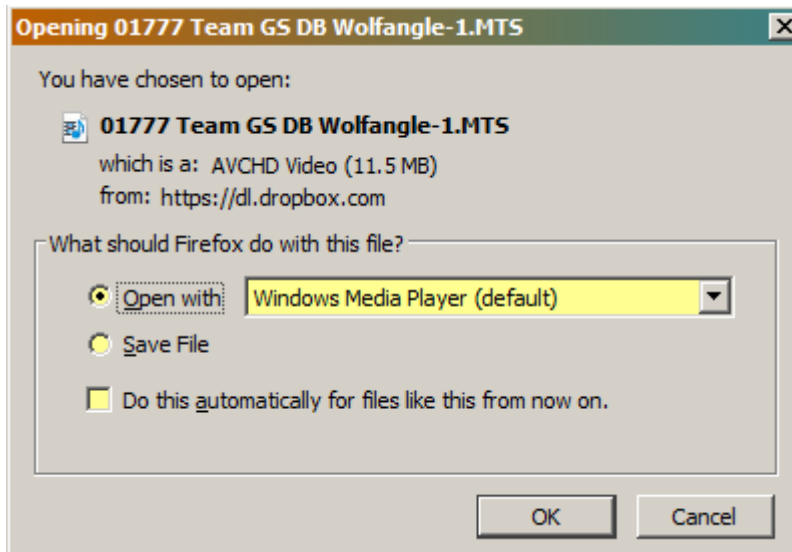 Opening 01777 Team GS DB Wolfangle-1.MTS
You have chosen to open:
01777 Team GS DB Wolfangle-1.MTS
which is a: AVCHD Video (11.5 MB)
from: https://dl.dropbox.com
What should Firefox do with this file?
Open with Windows Media Player (default)
Save File
Do this automatically for files like this from now on.
OK Cancel